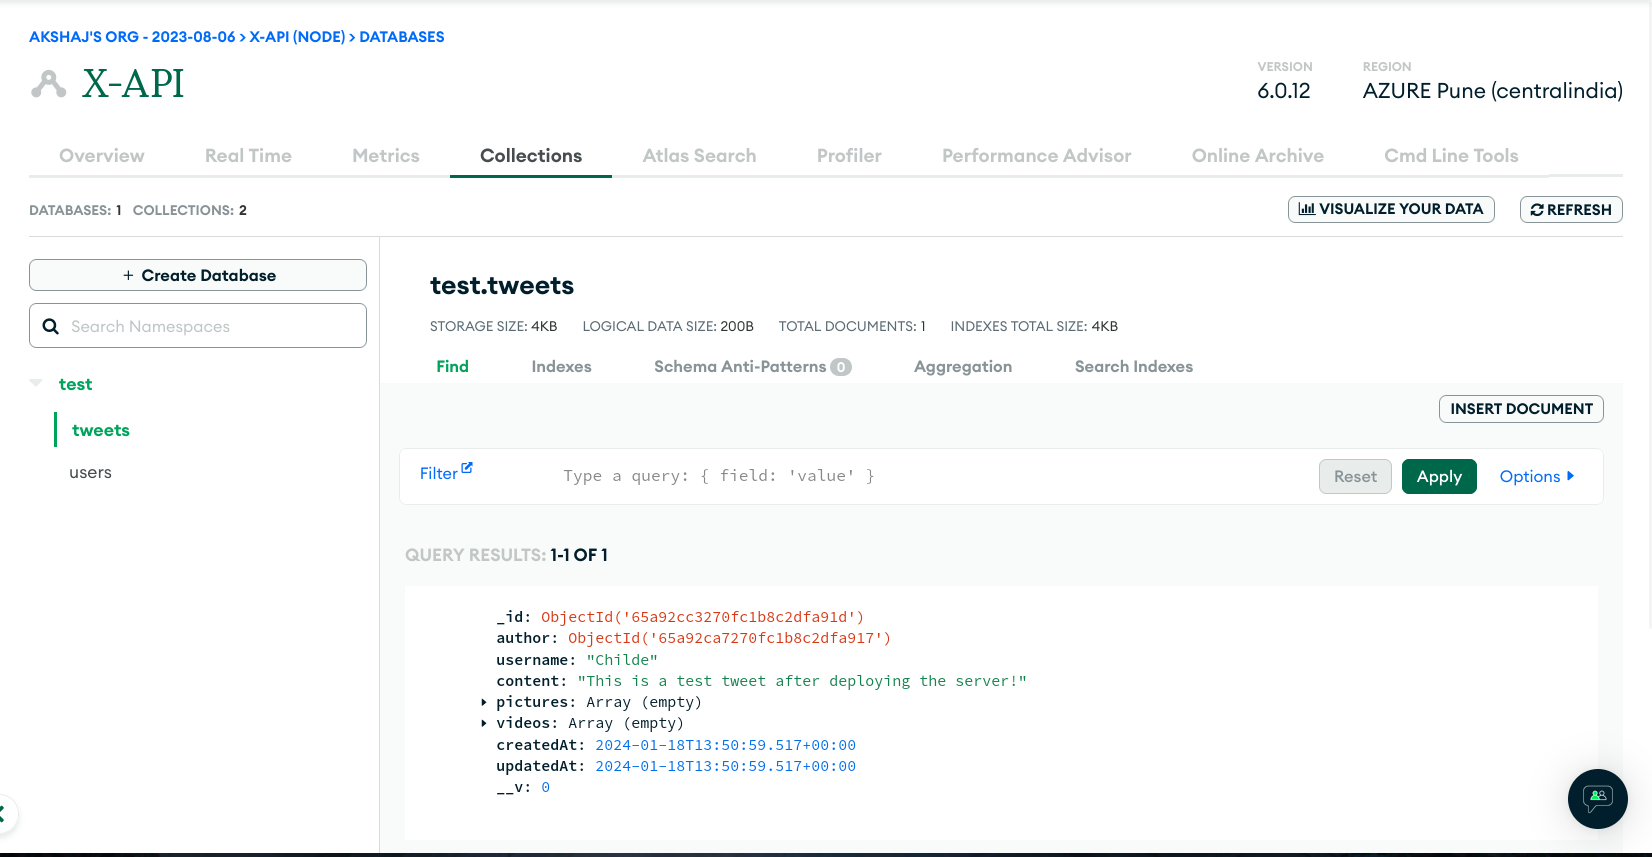 AKSHAJ'S ORG - 2023-08-06 > X-API (NODE) > DATABASES
X-API
VERSION
6.0.12
REGION
AZURE Pune (centralindia)
Overview Real Time Metrics Collections Atlas Search Profiler Performance Advisor Online Archive Cmd Line Tools
DATABASES: 1 COLLECTIONS: 2
VISUALIZE YOUR DATA
REFRESH
+ Create Database
Search Namespaces
test
tweets
users
test.tweets
STORAGE SIZE: 4KB LOGICAL DATA SIZE: 200B TOTAL DOCUMENTS: 1 INDEXES TOTAL SIZE: 4KB
Find Indexes Schema Anti-Patterns 0 Aggregation Search Indexes
INSERT DOCUMENT
Filter Type a query: { field: 'value' } Reset Apply Options
QUERY RESULTS: 1-1 OF 1
_id: ObjectId('65a92cc3270fc1b8c2dfa91d')
author: ObjectId('65a92ca7270fc1b8c2dfa917')
username: "Childe"
content: "This is a test tweet after deploying the server!"
pictures: Array (empty)
videos: Array (empty)
createdAt: 2024-01-18T13:50:59.517+00:00
updatedAt: 2024-01-18T13:50:59.517+00:00
__v: 0